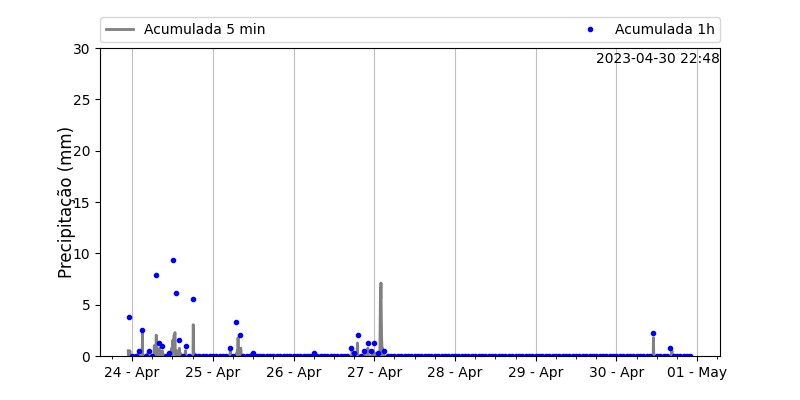 Acumulada 5 min Acumulada 1h
2023-04-30 22:48
Precipitação (mm)
30
25
20
15
10
5
0
24 - Apr 25 - Apr 26 - Apr 27 - Apr 28 - Apr 29 - Apr 30 - Apr 01 - May